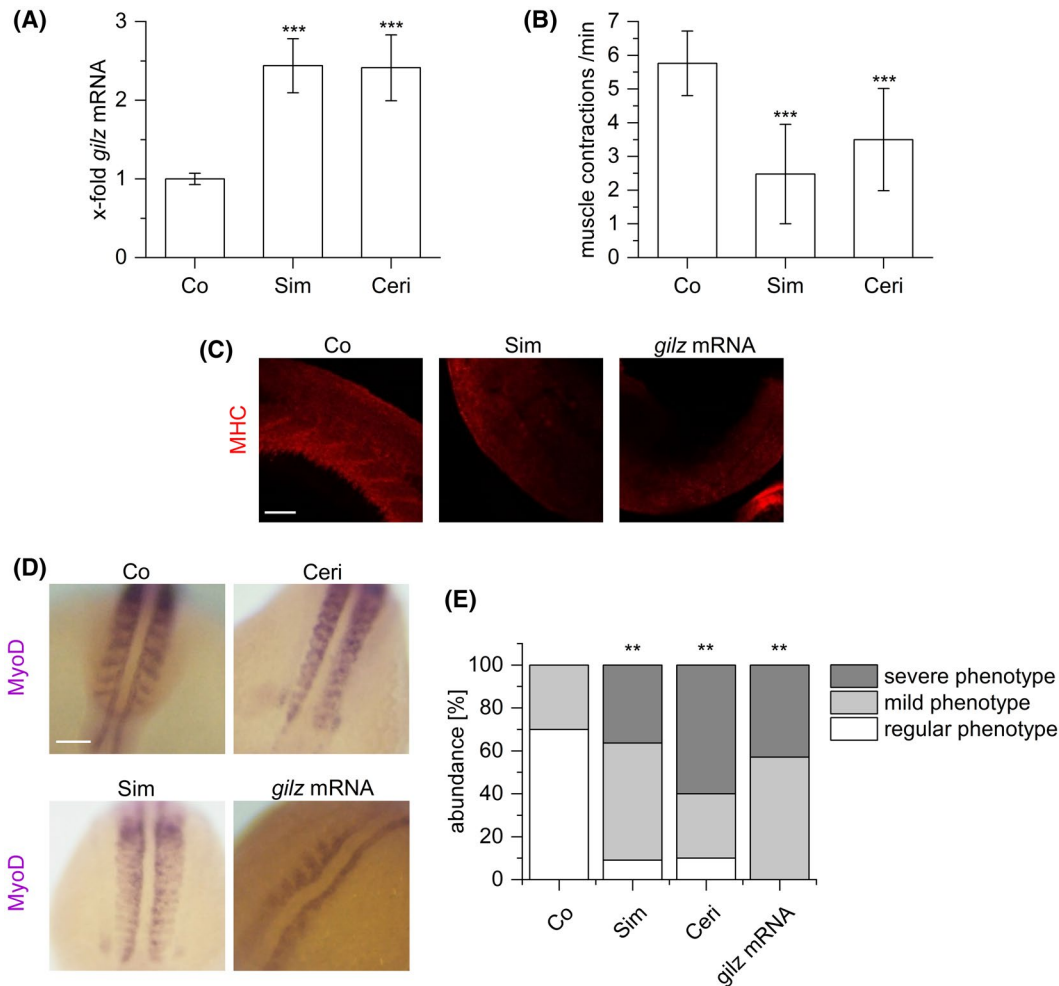 (A)
x-fold gilz mRNA
3
2
1
0
***
***
Co
Sim
Ceri
(B)
muscle contractions /min
7
6
5
4
3
2
1
0
***
***
Co
Sim
Ceri
(C)
Co
Sim
gilz mRNA
MHC
(D)
Co
Ceri
MyoD
Sim
gilz mRNA
MyoD
(E)
abundance [%]
100
80
60
40
20
0
**
**
**
Co
Sim
Ceri
gilz mRNA
severe phenotype
mild phenotype
regular phenotype